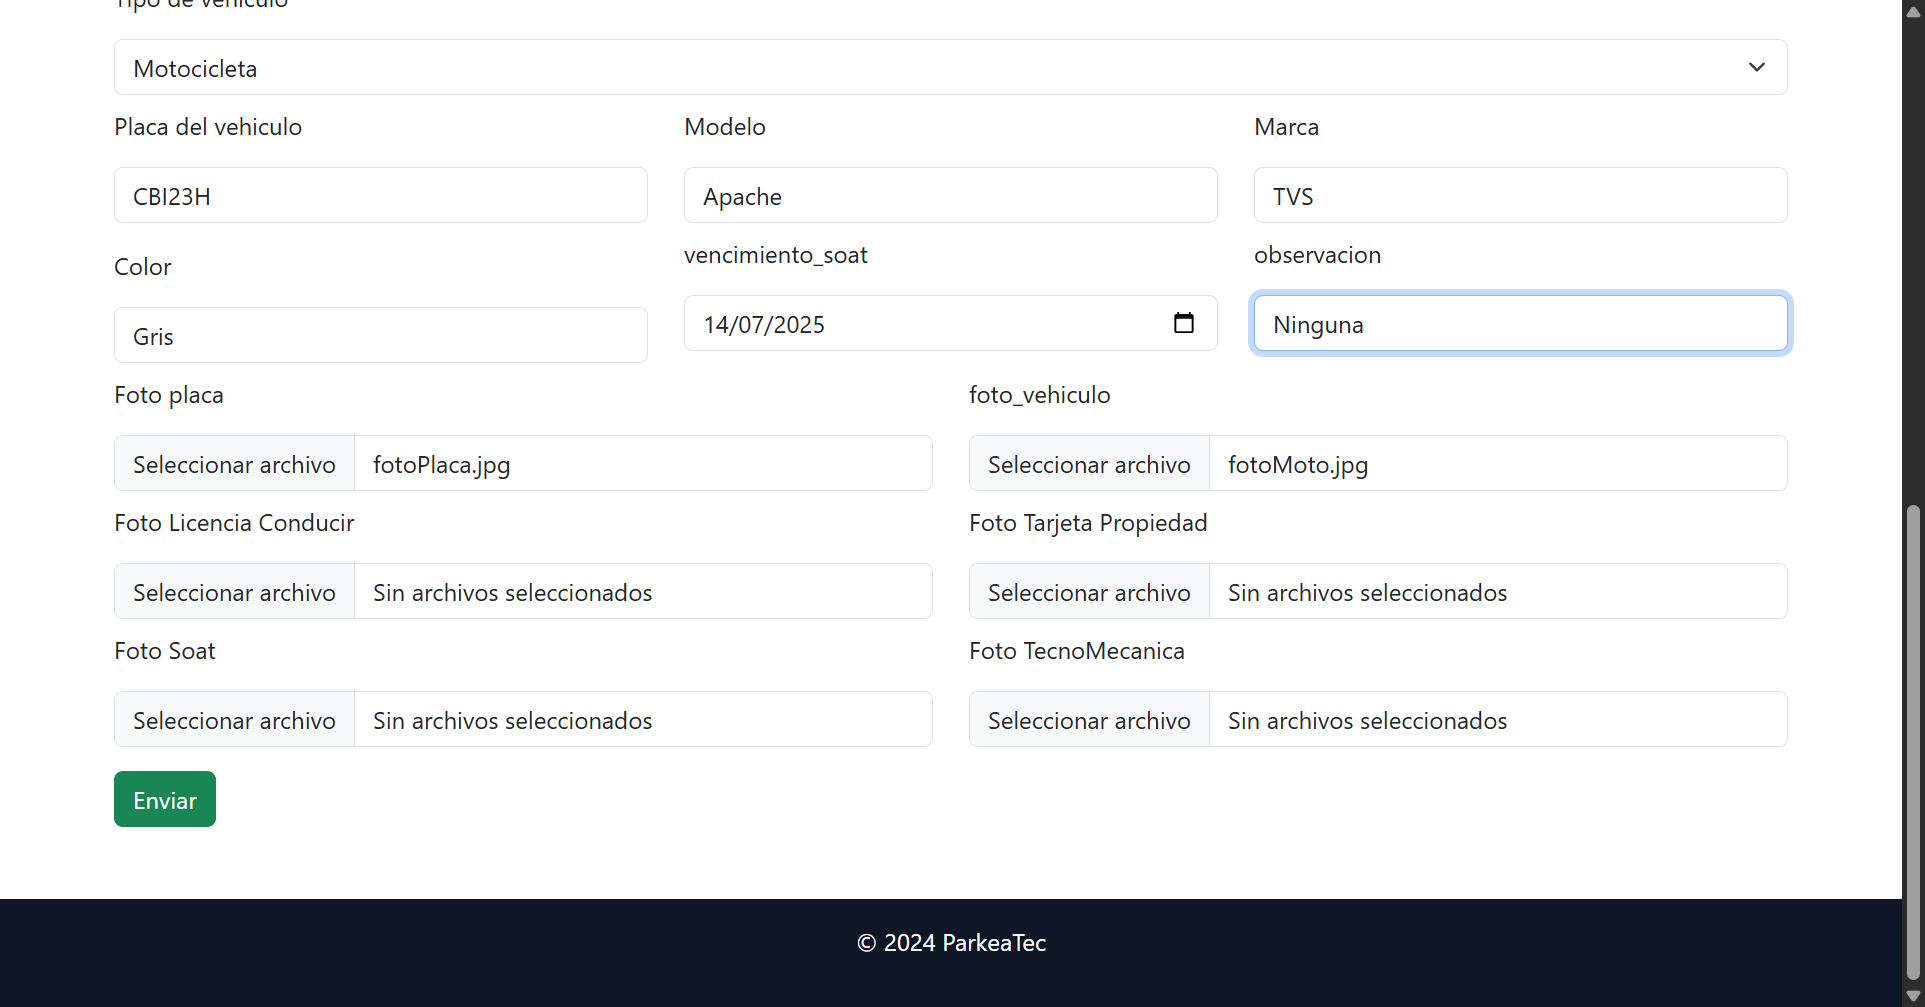 Tipo de vehiculo
Motocicleta
Placa del vehiculo
Modelo
Marca
CBI23H
Apache
TVS
Color
vencimiento_soat
observacion
Gris
14/07/2025
Ninguna
Foto placa
foto_vehiculo
Seleccionar archivo fotoPlaca.jpg
Seleccionar archivo fotoMoto.jpg
Foto Licencia Conducir
Foto Tarjeta Propiedad
Seleccionar archivo Sin archivos seleccionados
Seleccionar archivo Sin archivos seleccionados
Foto Soat
Foto TecnoMecanica
Seleccionar archivo Sin archivos seleccionados
Seleccionar archivo Sin archivos seleccionados
Enviar
© 2024 ParkeaTec